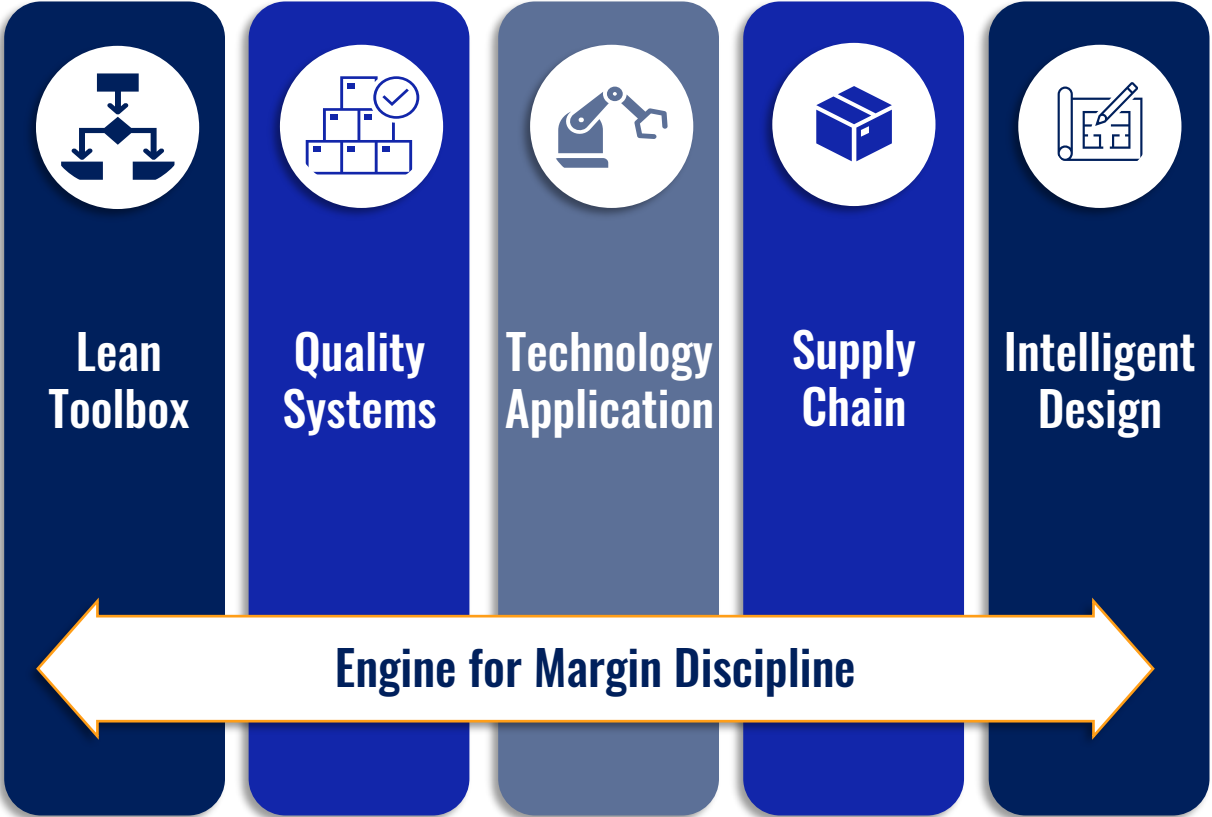 Lean
Toolbox
Quality
Systems
Technology
Application
Supply
Chain
Intelligent
Design
Engine for Margin Discipline